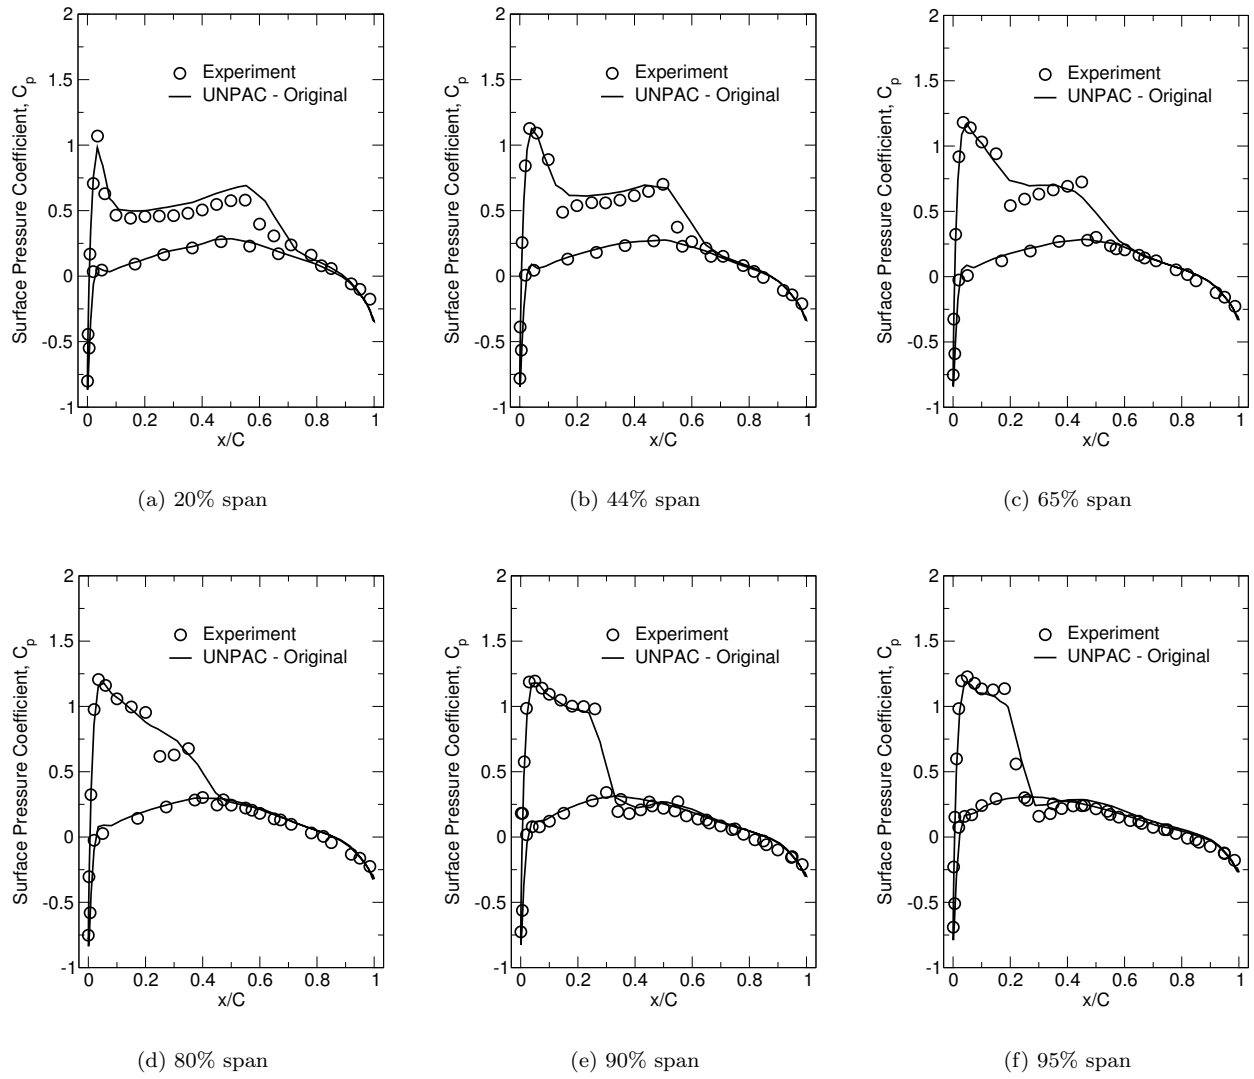 2
1.5
1
0.5
0
-0.5
-1
Surface Pressure Coefficient, Cp
Experiment
UNPAC - Original
0 0.2 0.4 0.6 0.8 1
x/C
(a) 20% span
2
1.5
1
0.5
0
-0.5
-1
Surface Pressure Coefficient, Cp
Experiment
UNPAC - Original
0 0.2 0.4 0.6 0.8 1
x/C
(b) 44% span
2
1.5
1
0.5
0
-0.5
-1
Surface Pressure Coefficient, Cp
Experiment
UNPAC - Original
0 0.2 0.4 0.6 0.8 1
x/C
(c) 65% span
2
1.5
1
0.5
0
-0.5
-1
Surface Pressure Coefficient, Cp
Experiment
UNPAC - Original
0 0.2 0.4 0.6 0.8 1
x/C
(d) 80% span
2
1.5
1
0.5
0
-0.5
-1
Surface Pressure Coefficient, Cp
Experiment
UNPAC - Original
0 0.2 0.4 0.6 0.8 1
x/C
(e) 90% span
2
1.5
1
0.5
0
-0.5
-1
Surface Pressure Coefficient, Cp
Experiment
UNPAC - Original
0 0.2 0.4 0.6 0.8 1
x/C
(f) 95% span